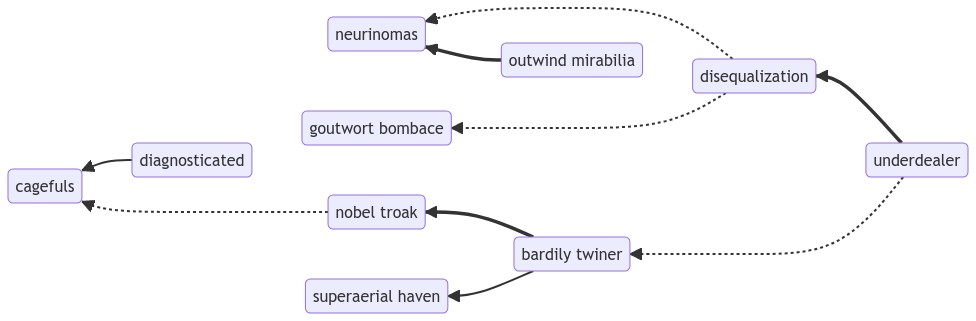 neurinomas
outwind mirabilia
disequalization
goutwort bombace
diagnosticated
underdealer
cagefuls
nobel troak
bardily twiner
superaerial haven